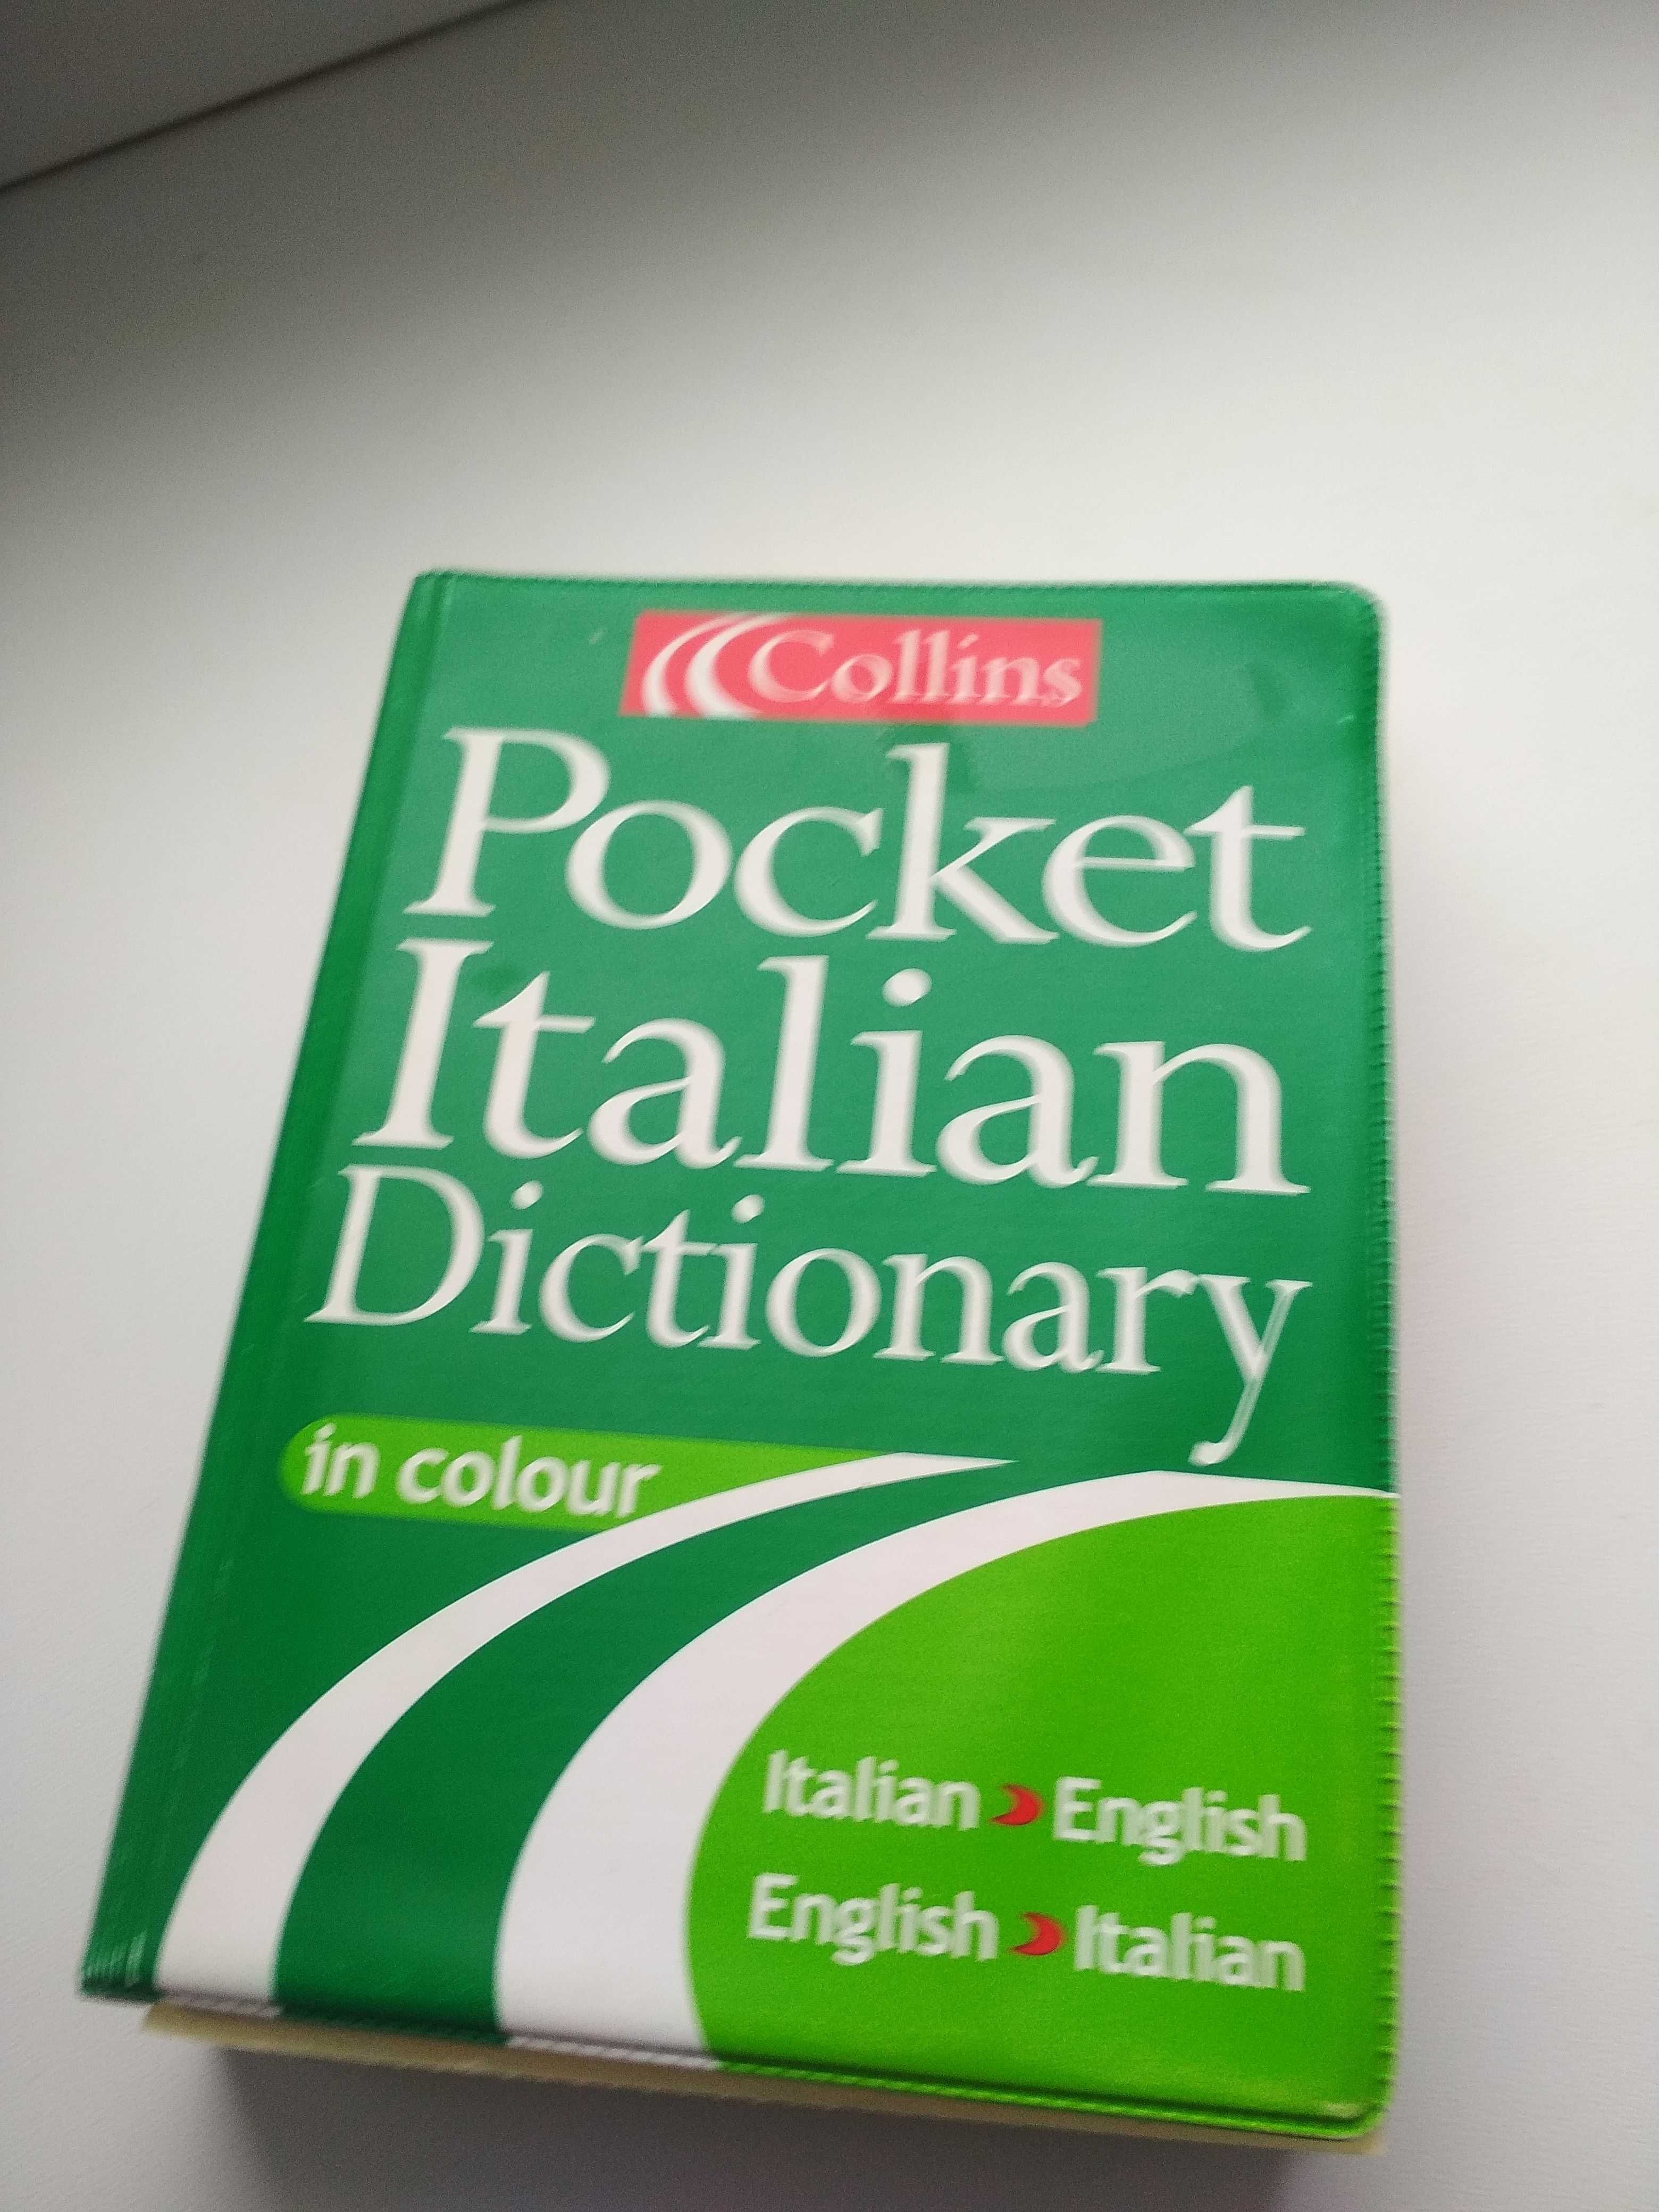 Collins
Pocket
Italian
Dictionary
in colour
Italian English
English Italian